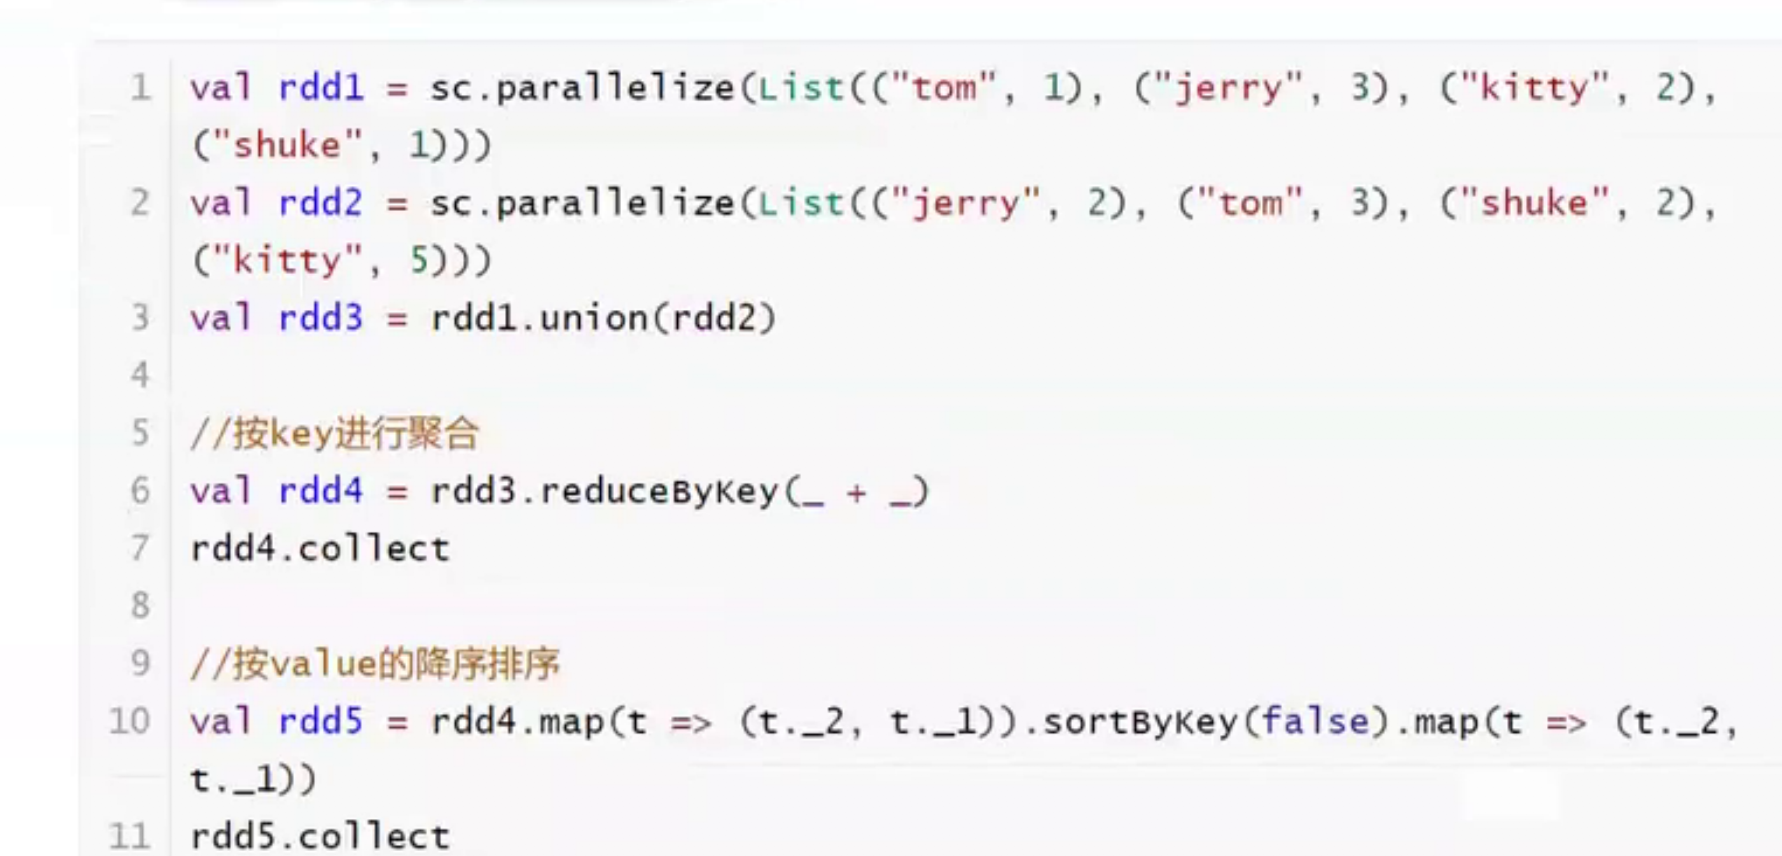 1 val rdd1 = sc.parallelize(List(("tom", 1), ("jerry", 3), ("kitty", 2),
("shuke", 1)))
2 val rdd2 = sc.parallelize(List(("jerry", 2), ("tom", 3), ("shuke", 2),
("kitty", 5)))
3 val rdd3 = rdd1.union(rdd2)
4
5 //按key进行聚合
6 val rdd4 = rdd3.reduceByKey(_ + _)
7 rdd4.collect
8
9 //按value的降序排序
10 val rdd5 = rdd4.map(t => (t._2, t._1)).sortByKey(false).map(t => (t._2,
t._1))
11 rdd5.collect